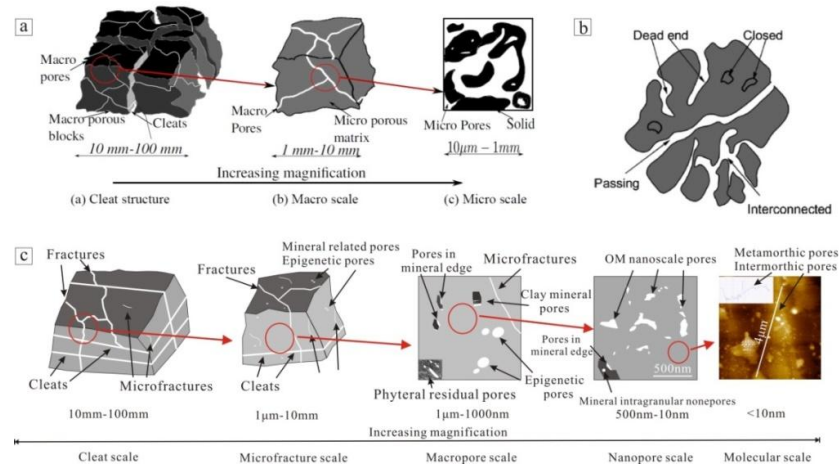 a
Macro
pores
Macro porous
blocks
Cleats
10 mm-100 mm
Macro
Pores
Micro porous
matrix
1 mm-10 mm
Micro Pores
Solid
10μm – 1mm
Increasing magnification
(a) Cleat structure
(b) Macro scale
(c) Micro scale
b
Dead end
Closed
Passing
Interconnected
c
Fractures
Cleats
Microfractures
10mm-100mm
Fractures
Mineral related pores
Epigenetic pores
Cleats
1μm-10mm
Pores in
mineral edge
Microfractures
Clay mineral
pores
Phyteral residual pores
Epigenetic
pores
1μm-1000nm
OM nanoscale pores
Pores in
mineral edge
500nm
Mineral intragranular nonepores
500nm-10nm
Metamorthic pores
Intermorthic pores
4μm
<10nm
Increasing magnification
Cleat scale
Microfracture scale
Macropore scale
Nanopore scale
Molecular scale